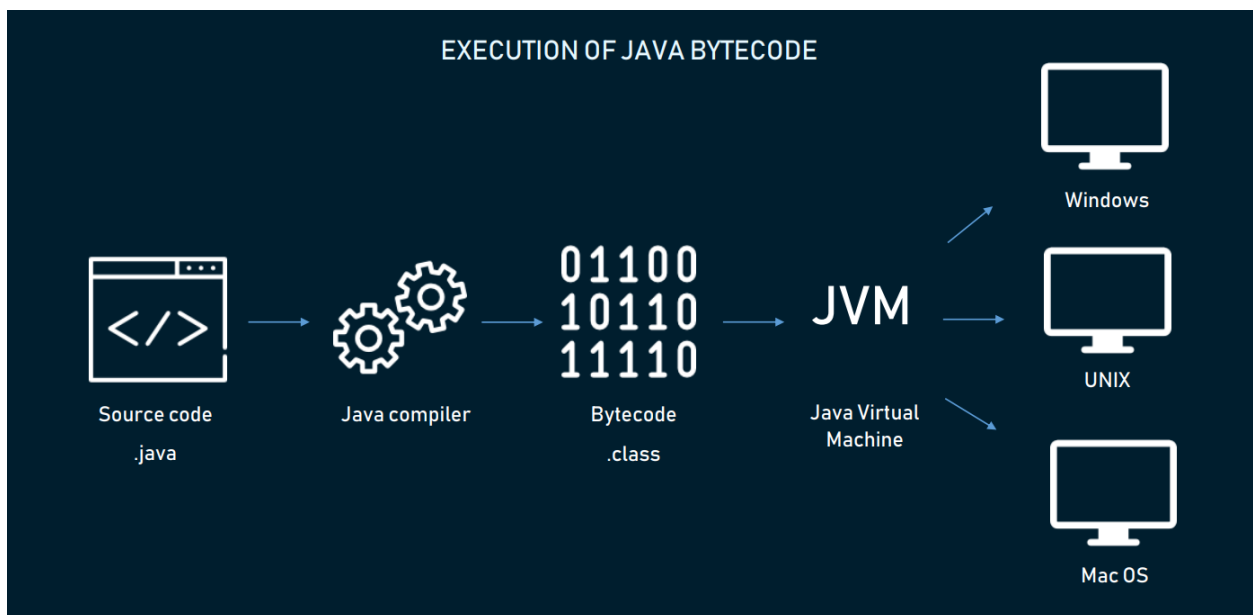 EXECUTION OF JAVA BYTECODE
Windows
</>
01100
10110
11110
JVM
UNIX
Source code
.java
Java compiler
Bytecode
.class
Java Virtual
Machine
Mac OS